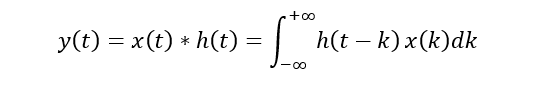 y(t) = x(t) ∗ h(t) = ∫_{−∞}^{+∞} h(t − k) x(k)dk